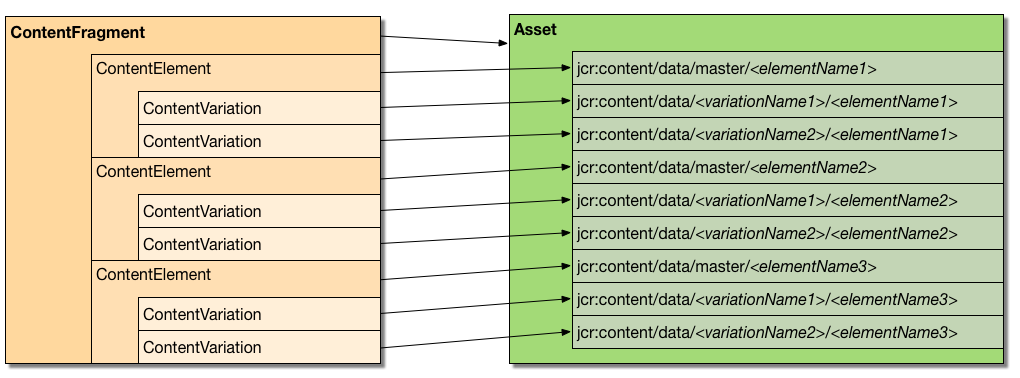 ContentFragment
ContentElement
ContentVariation
ContentVariation
ContentElement
ContentVariation
ContentVariation
ContentElement
ContentVariation
ContentVariation
Asset
jcr:content/data/master/<elementName1>
jcr:content/data/<variationName1>/<elementName1>
jcr:content/data/<variationName2>/<elementName1>
jcr:content/data/master/<elementName2>
jcr:content/data/<variationName1>/<elementName2>
jcr:content/data/<variationName2>/<elementName2>
jcr:content/data/master/<elementName3>
jcr:content/data/<variationName1>/<elementName3>
jcr:content/data/<variationName2>/<elementName3>